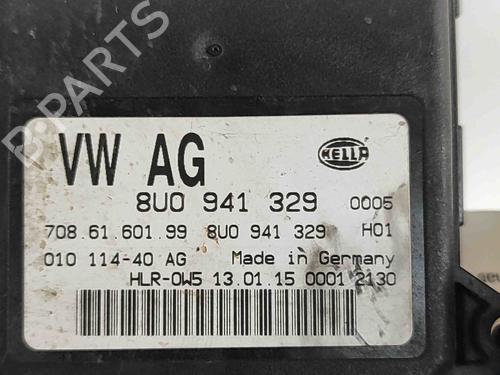 VW AG
HELLA
8U0 941 329 0005
708.61.601.99 8U0 941 329 H01
010 114-40 AG Made in Germany
HLR-0W5 13.01.15 0001 2130
B-PARTS